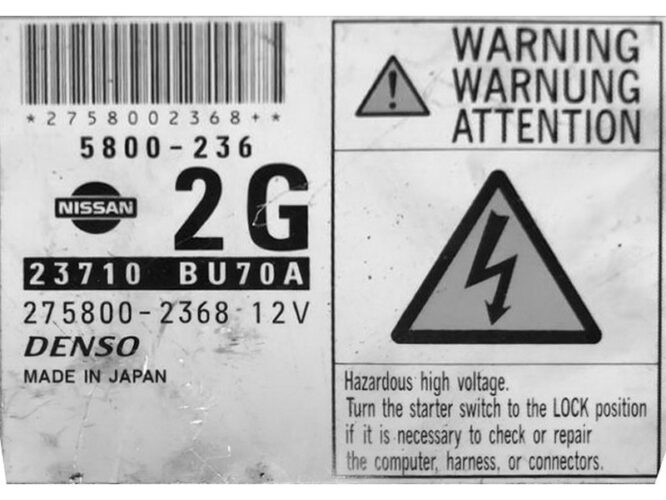 *2758002368+*
5800-236
NISSAN
2G
23710 BU70A
275800-2368 12V
DENSO
MADE IN JAPAN
WARNING
WARNUNG
ATTENTION
Hazardous high voltage.
Turn the starter switch to the LOCK position
if it is necessary to check or repair
the computer, harness, or connectors.